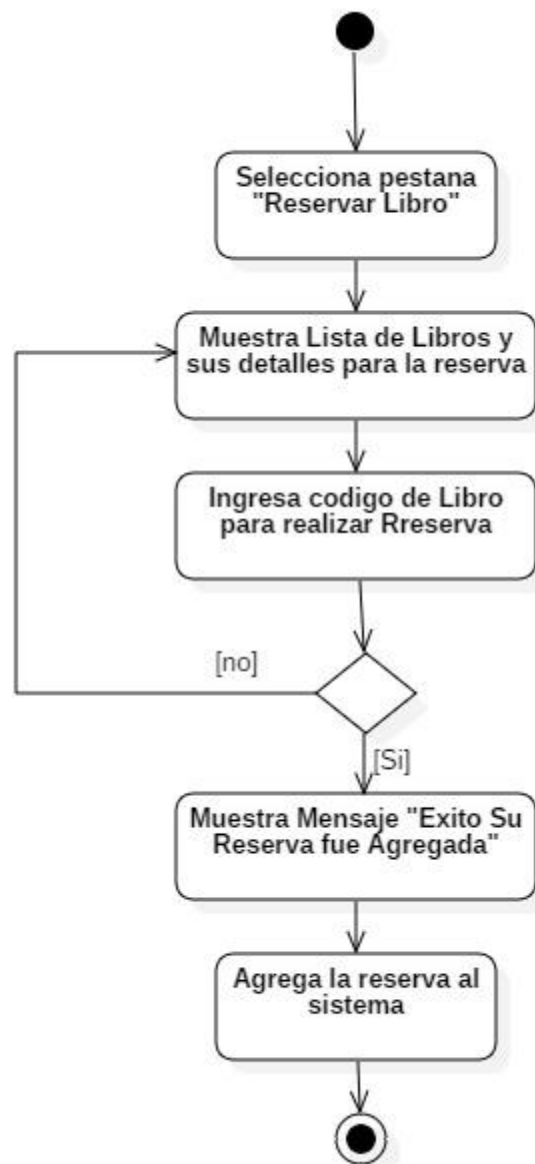 Selecciona pestana
"Reservar Libro"
Muestra Lista de Libros y
sus detalles para la reserva
Ingresa codigo de Libro
para realizar Rreserva
[no]
[Si]
Muestra Mensaje "Exito Su
Reserva fue Agregada"
Agrega la reserva al
sistema